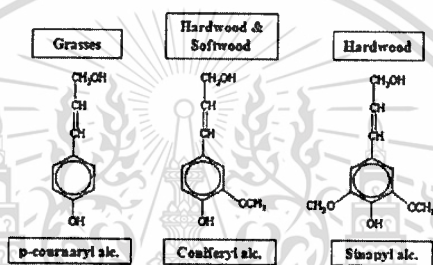 Grasses
Hardwood &
Softwood
Hardwood
CH₂OH
CH
CH
OH
CH₂OH
CH
CH
OCH₃
OH
CH₂OH
CH
CH
CH₃O
OCH₃
OH
p-coumaryl alc.
Coniferyl alc.
Sinapyl alc.